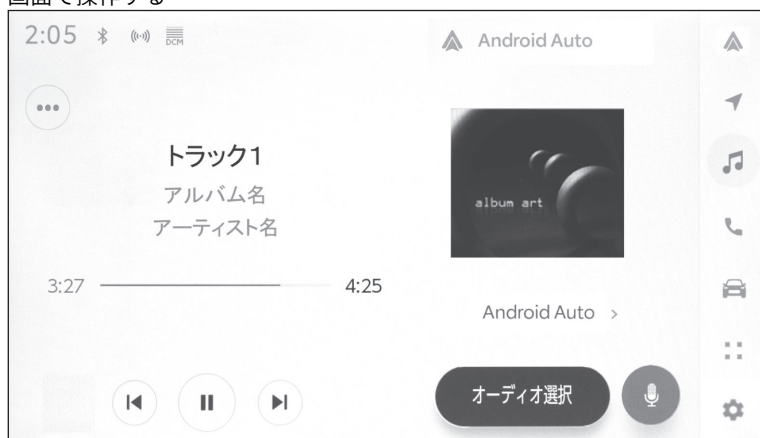 画面で操作する
2:05
DCM
Android Auto
トラック1
アルバム名
アーティスト名
album art
3:27
4:25
Android Auto
オーディオ選択